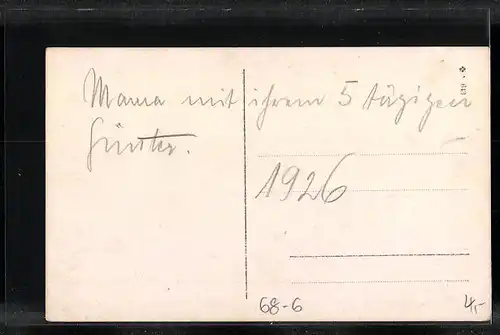 Mama mit ihrem 5 tägigen
Günter.
1926
68-6
4,-